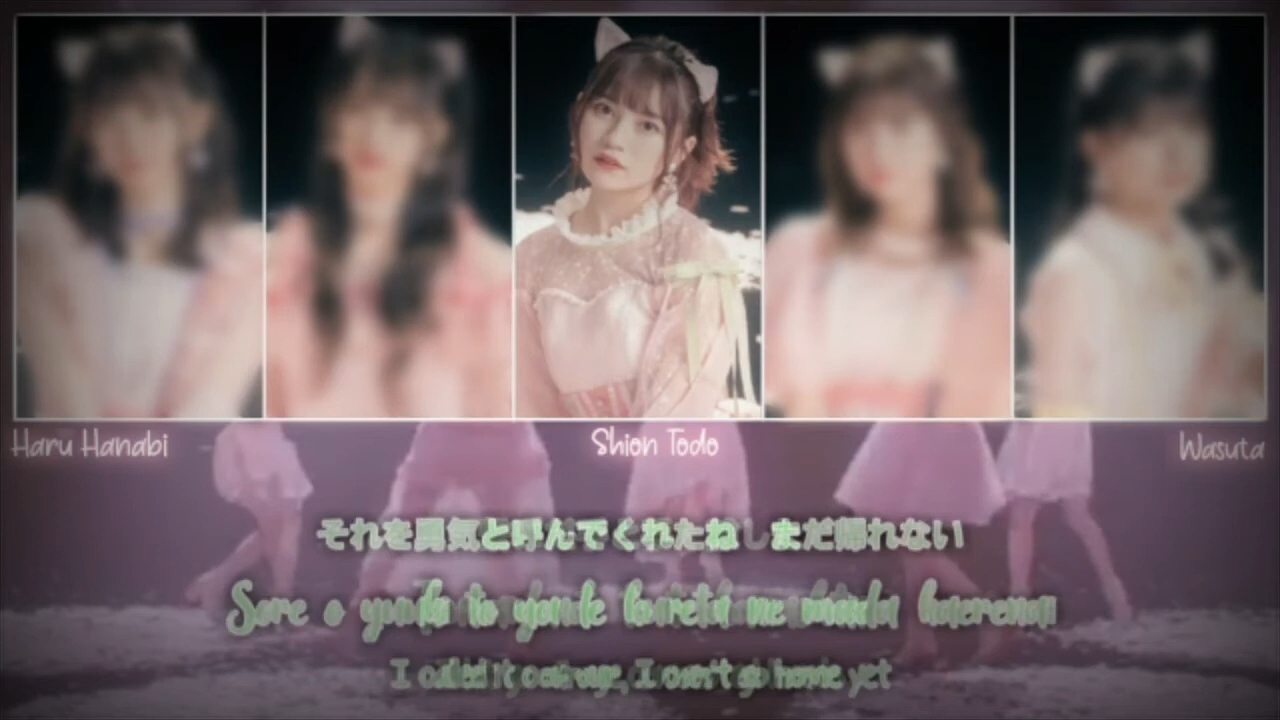 Haru Hanabi
Shion Todo
Wasuta
それを勇気と呼んでくれたね まだ帰れない
Sore o yuuki to yonde kureta ne mada kaerenai
I called it courage, I can't go home yet